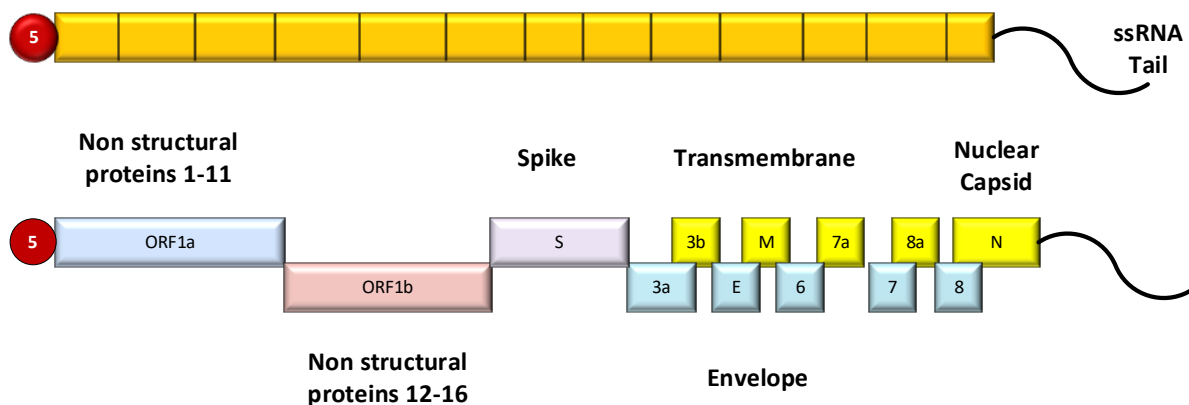 5
ssRNA
Tail
Non structural
proteins 1-11
Spike
Transmembrane
Nuclear
Capsid
5
ORF1a
S
3b
M
7a
8a
N
ORF1b
3a
E
6
7
8
Non structural
proteins 12-16
Envelope